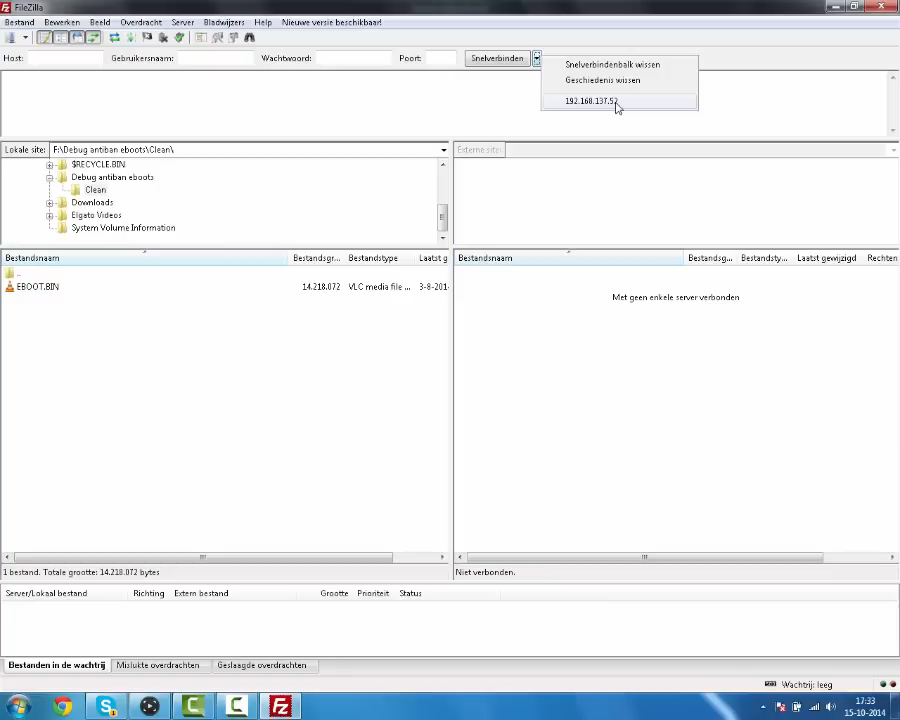 FileZilla
Bestand Bewerken Beeld Overdracht Server Bladwijzers Help Nieuwe versie beschikbaar!
Host: Gebruikersnaam: Wachtwoord: Poort: Snelverbinden
Snelverbindenbalk wissen
Geschiedenis wissen
192.168.137.52
Lokale site: F:\Debug antiban eboots\Clean\
Externe site:
$RECYCLE.BIN
Debug antiban eboots
Clean
Downloads
Elgato Videos
System Volume Information
Bestandsnaam Bestandsgr... Bestandstype Laatst g
Bestandsnaam Bestandsg... Bestandsty... Laatst gewijzigd Rechten
..
EBOOT.BIN 14.218.072 VLC media file ... 3-8-201
Met geen enkele server verbonden
1 bestand. Totale grootte: 14.218.072 bytes
Niet verbonden.
Server/Lokaal bestand Richting Extern bestand Grootte Prioriteit Status
Bestanden in de wachtrij Mislukte overdrachten Geslaagde overdrachten
Wachtrij: leeg
17:33
15-10-2014